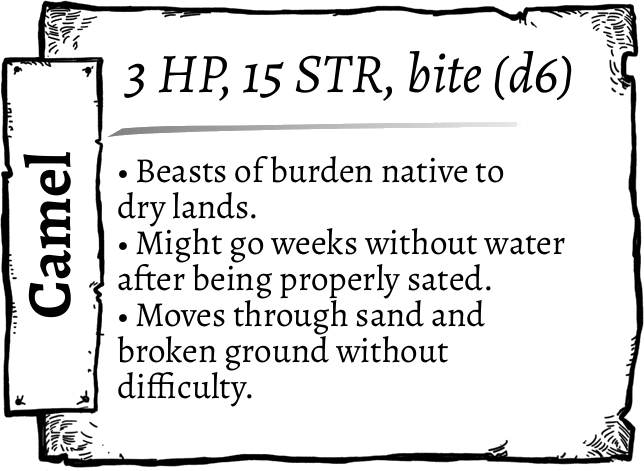 Camel
3 HP, 15 STR, bite (d6)
• Beasts of burden native to
dry lands.
• Might go weeks without water
after being properly sated.
• Moves through sand and
broken ground without
difficulty.